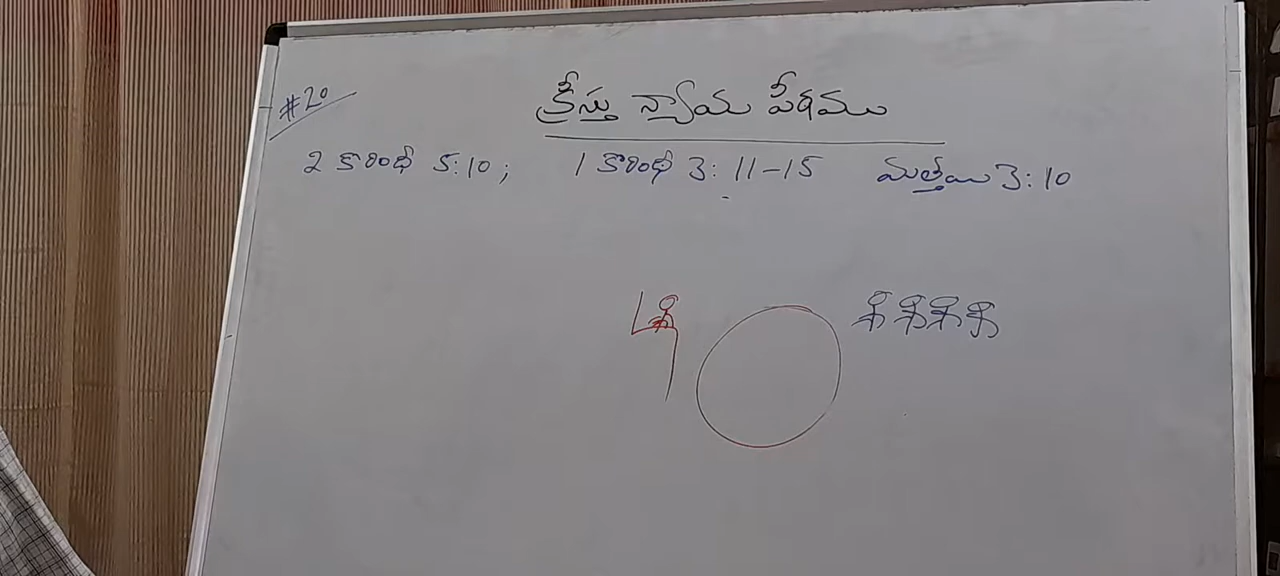 #20
క్రీస్తు న్యాయ పీఠము
2 కొరింథీ 5:10; 1 కొరింథీ 3: 11-15 మత్తయి 3:10